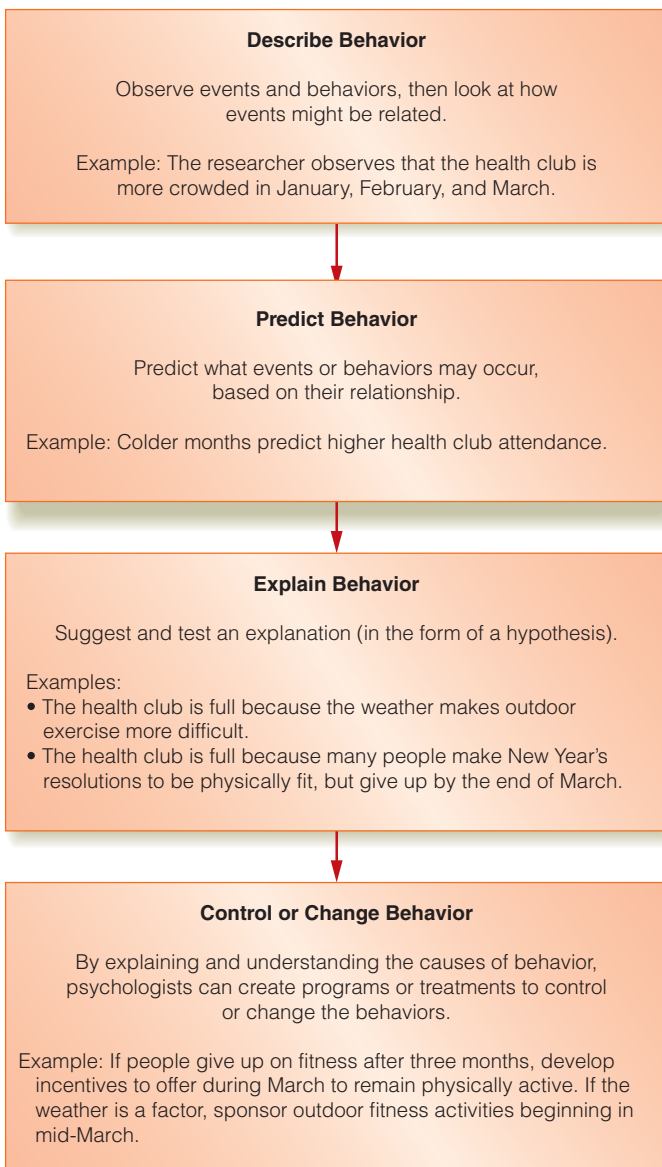 Describe Behavior
Observe events and behaviors, then look at how
events might be related.
Example: The researcher observes that the health club is
more crowded in January, February, and March.
Predict Behavior
Predict what events or behaviors may occur,
based on their relationship.
Example: Colder months predict higher health club attendance.
Explain Behavior
Suggest and test an explanation (in the form of a hypothesis).
Examples:
• The health club is full because the weather makes outdoor
exercise more difficult.
• The health club is full because many people make New Year’s
resolutions to be physically fit, but give up by the end of March.
Control or Change Behavior
By explaining and understanding the causes of behavior,
psychologists can create programs or treatments to control
or change the behaviors.
Example: If people give up on fitness after three months, develop
incentives to offer during March to remain physically active. If the
weather is a factor, sponsor outdoor fitness activities beginning in
mid-March.